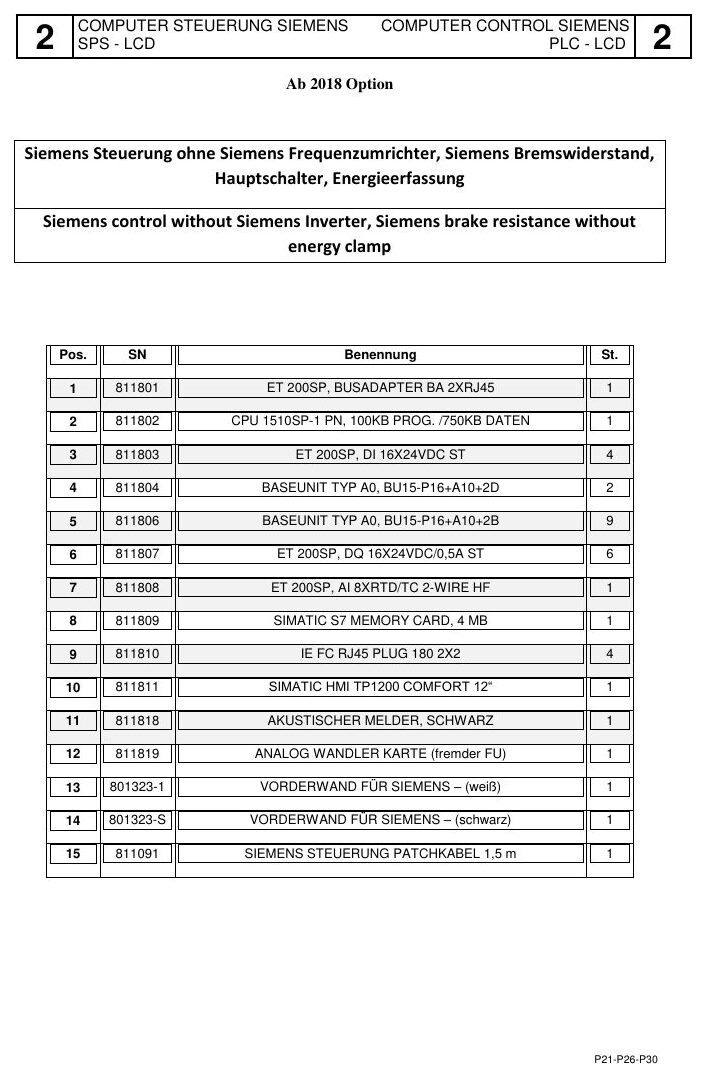 2 COMPUTER STEUERUNG SIEMENS COMPUTER CONTROL SIEMENS 2
SPS - LCD PLC - LCD
Ab 2018 Option
Siemens Steuerung ohne Siemens Frequenzumrichter, Siemens Bremswiderstand,
Hauptschalter, Energieerfassung
Siemens control without Siemens Inverter, Siemens brake resistance without
energy clamp
Pos. SN Benennung St.
1 811801 ET 200SP, BUSADAPTER BA 2XRJ45 1
2 811802 CPU 1510SP-1 PN, 100KB PROG. /750KB DATEN 1
3 811803 ET 200SP, DI 16X24VDC ST 4
4 811804 BASEUNIT TYP A0, BU15-P16+A10+2D 2
5 811806 BASEUNIT TYP A0, BU15-P16+A10+2B 9
6 811807 ET 200SP, DQ 16X24VDC/0,5A ST 6
7 811808 ET 200SP, AI 8XRTD/TC 2-WIRE HF 1
8 811809 SIMATIC S7 MEMORY CARD, 4 MB 1
9 811810 IE FC RJ45 PLUG 180 2X2 4
10 811811 SIMATIC HMI TP1200 COMFORT 12“ 1
11 811818 AKUSTISCHER MELDER, SCHWARZ 1
12 811819 ANALOG WANDLER KARTE (fremder FU) 1
13 801323-1 VORDERWAND FÜR SIEMENS – (weiß) 1
14 801323-S VORDERWAND FÜR SIEMENS – (schwarz) 1
15 811091 SIEMENS STEUERUNG PATCHKABEL 1,5 m 1
P21-P26-P30